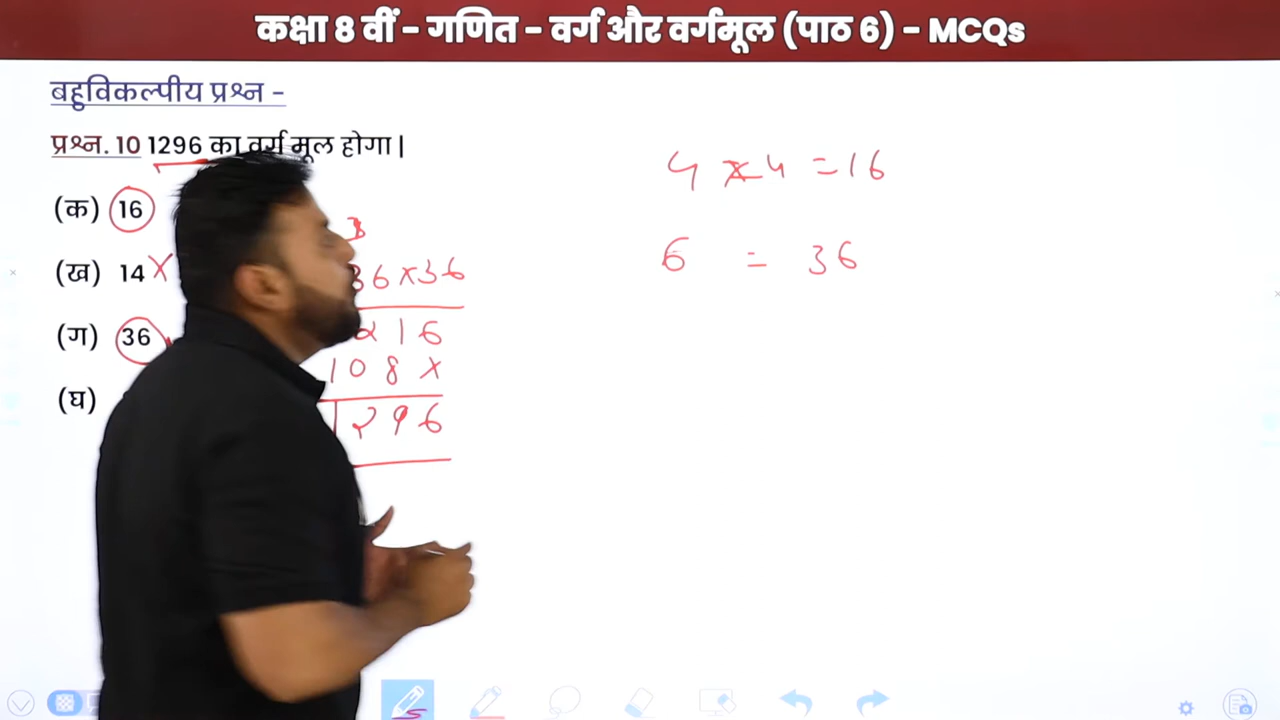 कक्षा 8 वीं - गणित - वर्ग और वर्गमूल (पाठ 6) - MCQs
बहुविकल्पीय प्रश्न -
प्रश्न. 10 1296 का वर्ग मूल होगा |
(क) 16
(ख) 14 X
(ग) 36
(घ)
36 x 36
216
108 x
1296
4 x 4 = 16
6 = 36